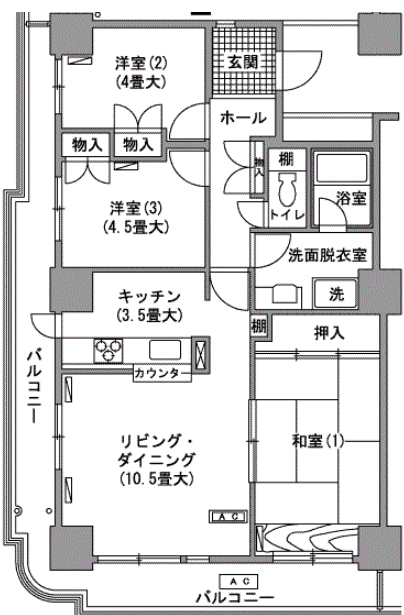 洋室(2)
(4畳大)
玄関
ホール
物入
物入
物入
棚
トイレ
浴室
洋室(3)
(4.5畳大)
洗面脱衣室
洗
キッチン
(3.5畳大)
棚
押入
カウンター
バルコニー
リビング・
ダイニング
(10.5畳大)
和室(1)
AC
AC
バルコニー